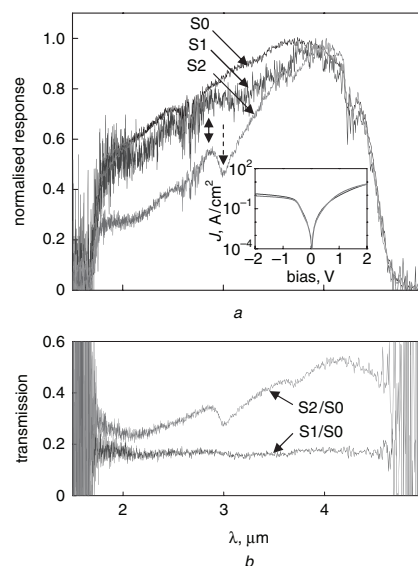 S0
S1
S2
normalised response
1.0
0.8
0.6
0.4
0.2
0
J, A/cm²
10²
10⁻¹
10⁻⁴
−2 −1 0 1 2
bias, V
a
transmission
0.6
0.4
0.2
0
S2/S0
S1/S0
2 3 4
λ, μm
b